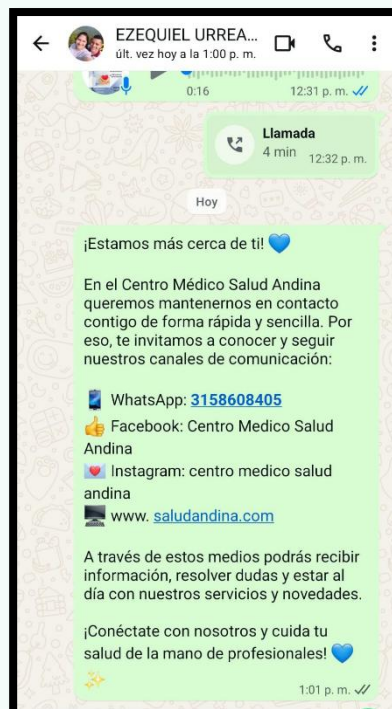 EZEQUIEL URREA...
últ. vez hoy a la 1:00 p. m.
0:16 12:31 p. m.
Llamada
4 min 12:32 p. m.
Hoy
¡Estamos más cerca de ti! 💙
En el Centro Médico Salud Andina
queremos mantenernos en contacto
contigo de forma rápida y sencilla. Por
eso, te invitamos a conocer y seguir
nuestros canales de comunicación:
📱 WhatsApp: 3158608405
👍 Facebook: Centro Medico Salud
Andina
💌 Instagram: centro medico salud
andina
🖥️ www. saludandina.com
A través de estos medios podrás recibir
información, resolver dudas y estar al
día con nuestros servicios y novedades.
¡Conéctate con nosotros y cuida tu
salud de la mano de profesionales! 💙
✨
1:01 p. m.